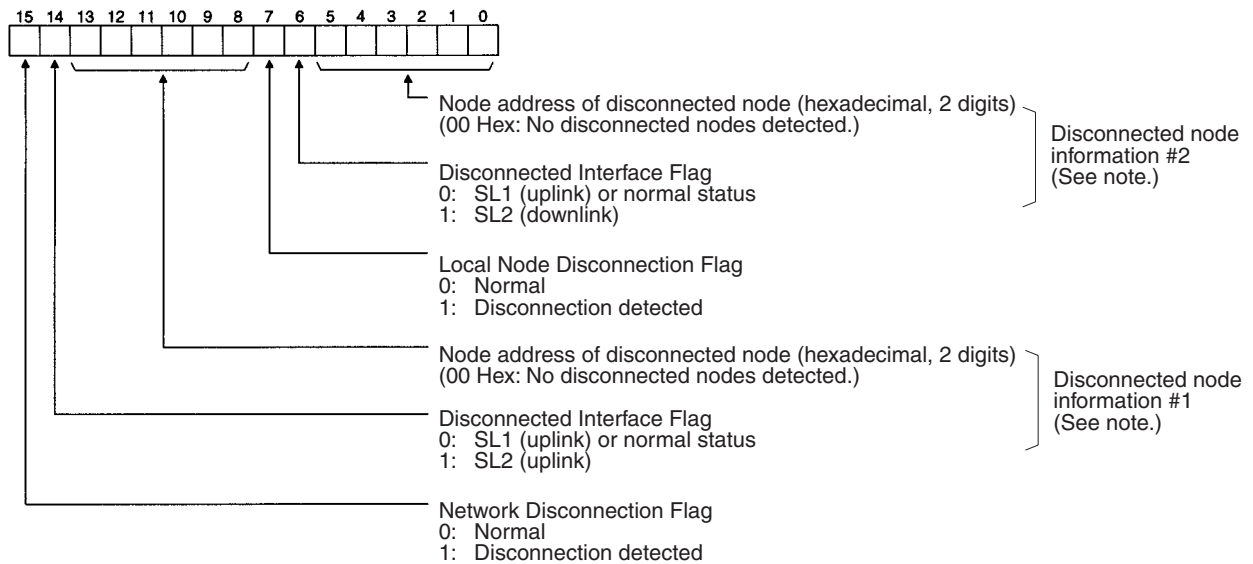 15 14 13 12 11 10 9 8 7 6 5 4 3 2 1 0
Node address of disconnected node (hexadecimal, 2 digits)
(00 Hex: No disconnected nodes detected.)
Disconnected Interface Flag
0: SL1 (uplink) or normal status
1: SL2 (downlink)
Disconnected node
information #2
(See note.)
Local Node Disconnection Flag
0: Normal
1: Disconnection detected
Node address of disconnected node (hexadecimal, 2 digits)
(00 Hex: No disconnected nodes detected.)
Disconnected Interface Flag
0: SL1 (uplink) or normal status
1: SL2 (uplink)
Disconnected node
information #1
(See note.)
Network Disconnection Flag
0: Normal
1: Disconnection detected